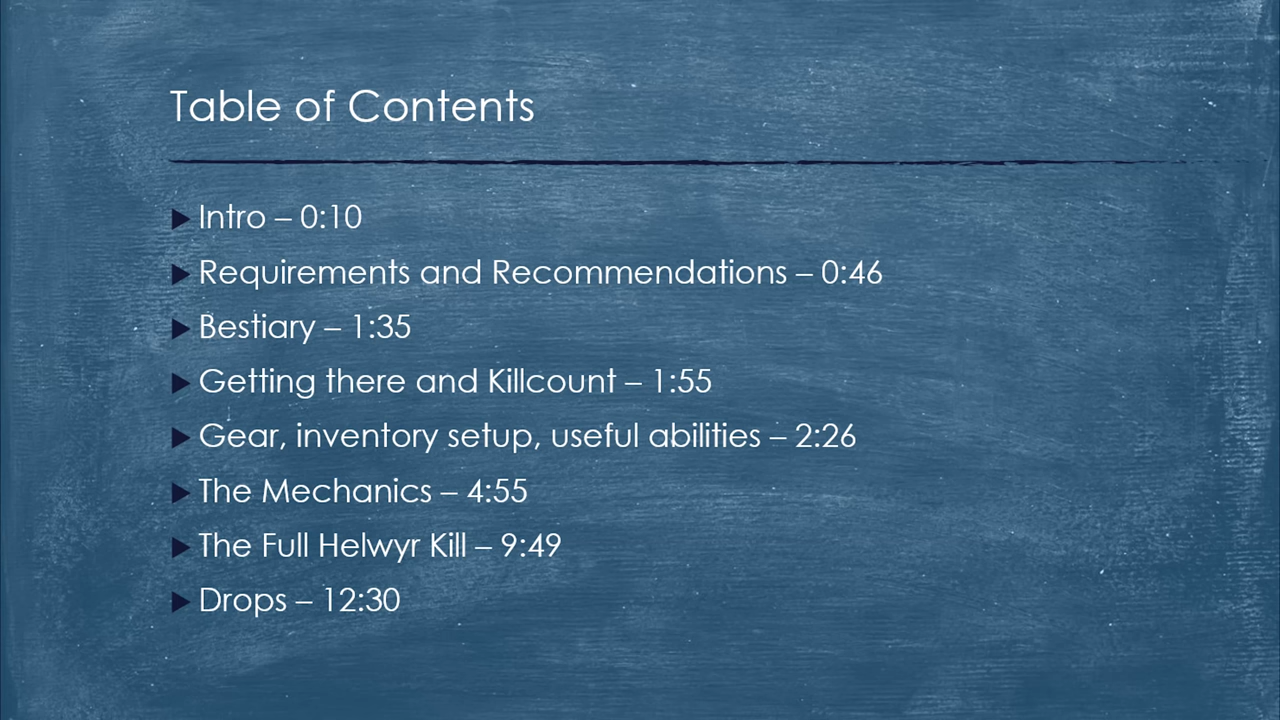 Table of Contents
Intro – 0:10
Requirements and Recommendations – 0:46
Bestiary – 1:35
Getting there and Killcount – 1:55
Gear, inventory setup, useful abilities – 2:26
The Mechanics – 4:55
The Full Helwyr Kill – 9:49
Drops – 12:30